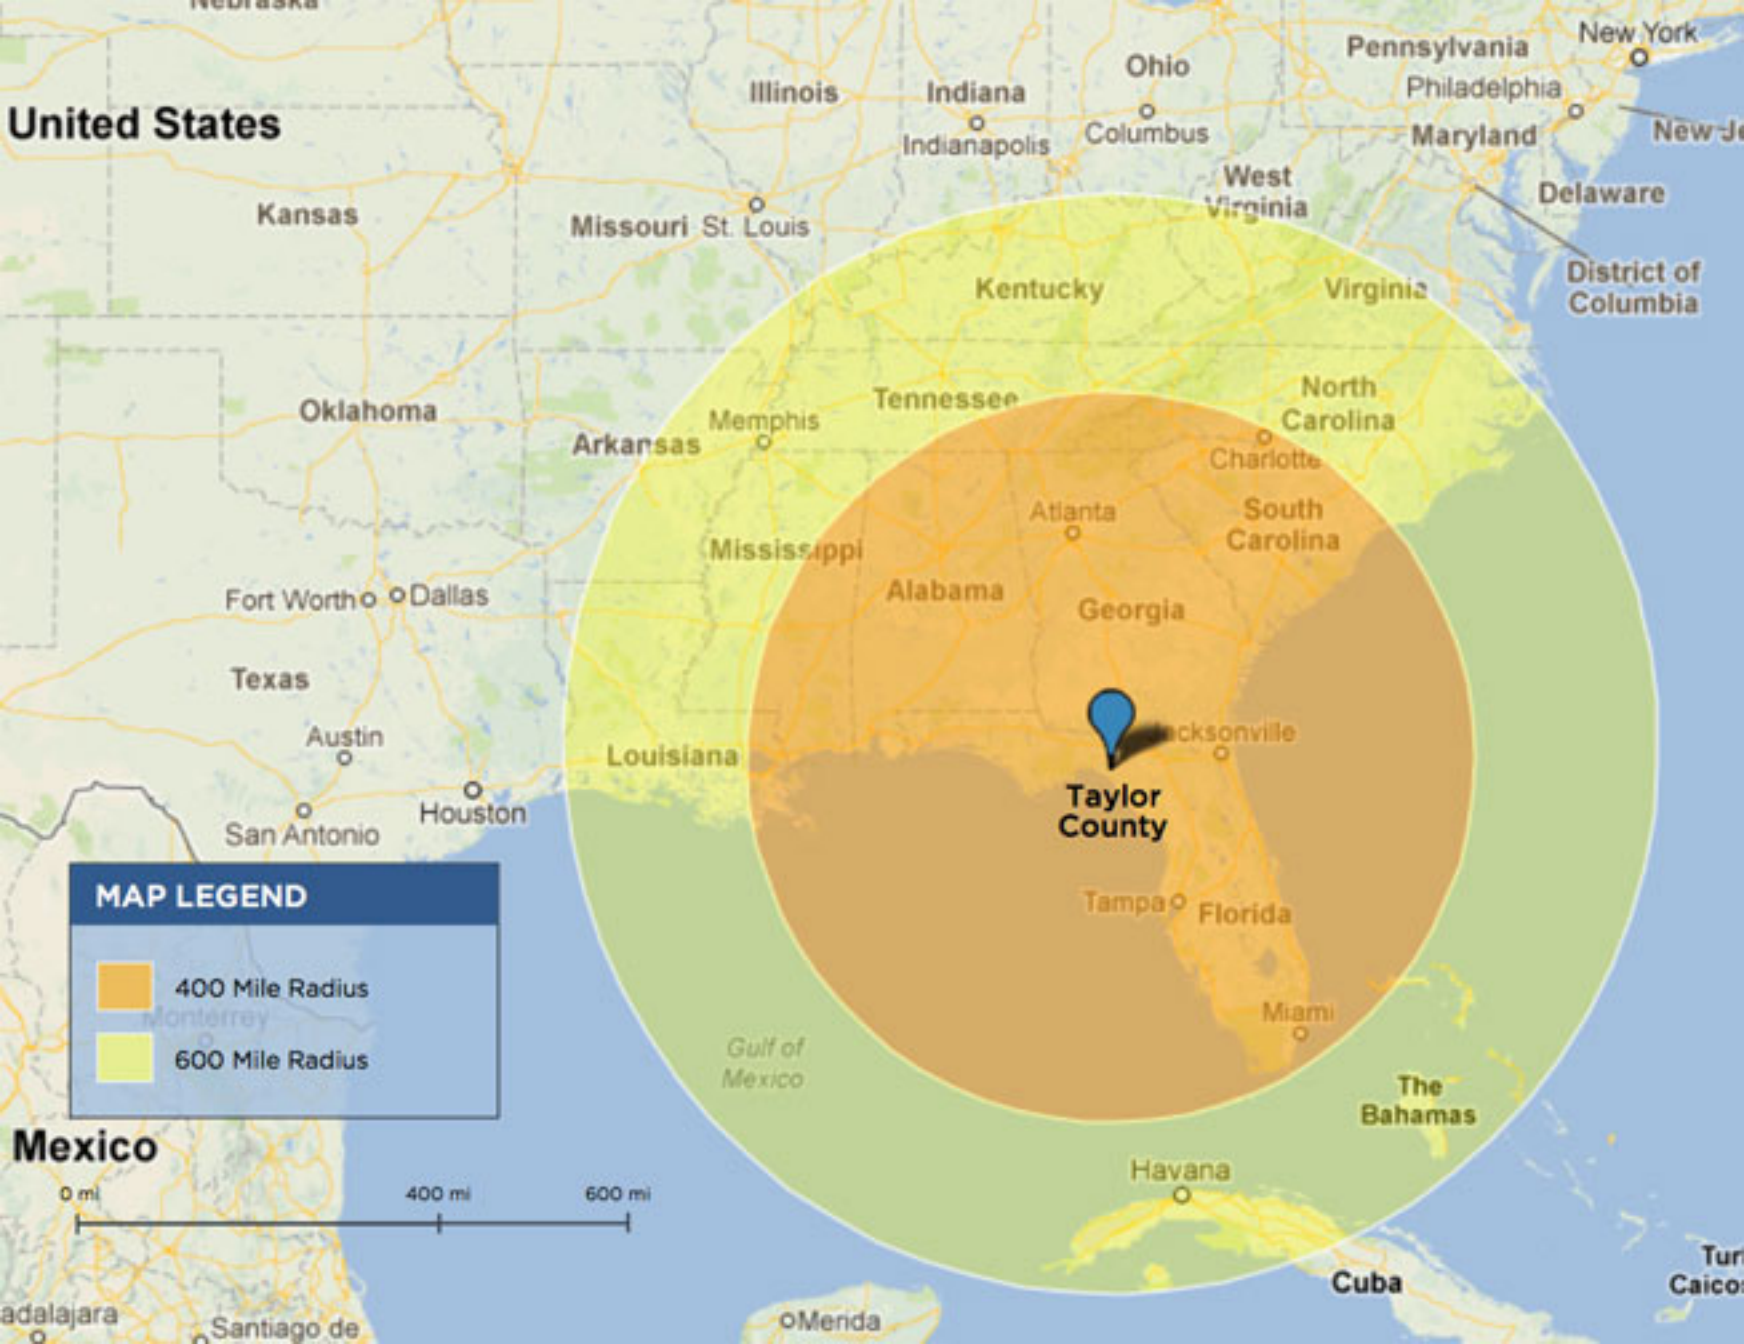 Nebraska
New York
Pennsylvania
Ohio
Illinois
Indiana
Philadelphia
United States
Columbus
Maryland
New Je
Indianapolis
West
Virginia
Delaware
Kansas
Missouri
St. Louis
District of
Columbia
Kentucky
Virginia
North
Carolina
Tennessee
Oklahoma
Memphis
Arkansas
Charlotte
Atlanta
South
Carolina
Mississippi
Alabama
Fort Worth
Dallas
Georgia
Texas
Austin
Jacksonville
Louisiana
Houston
Taylor
County
San Antonio
MAP LEGEND
Tampa
Florida
400 Mile Radius
Monterrey
Miami
600 Mile Radius
Gulf of
Mexico
The
Bahamas
Mexico
Havana
0 mi
400 mi
600 mi
Cuba
Tur
Caico
adalajara
Santiago de
Merida